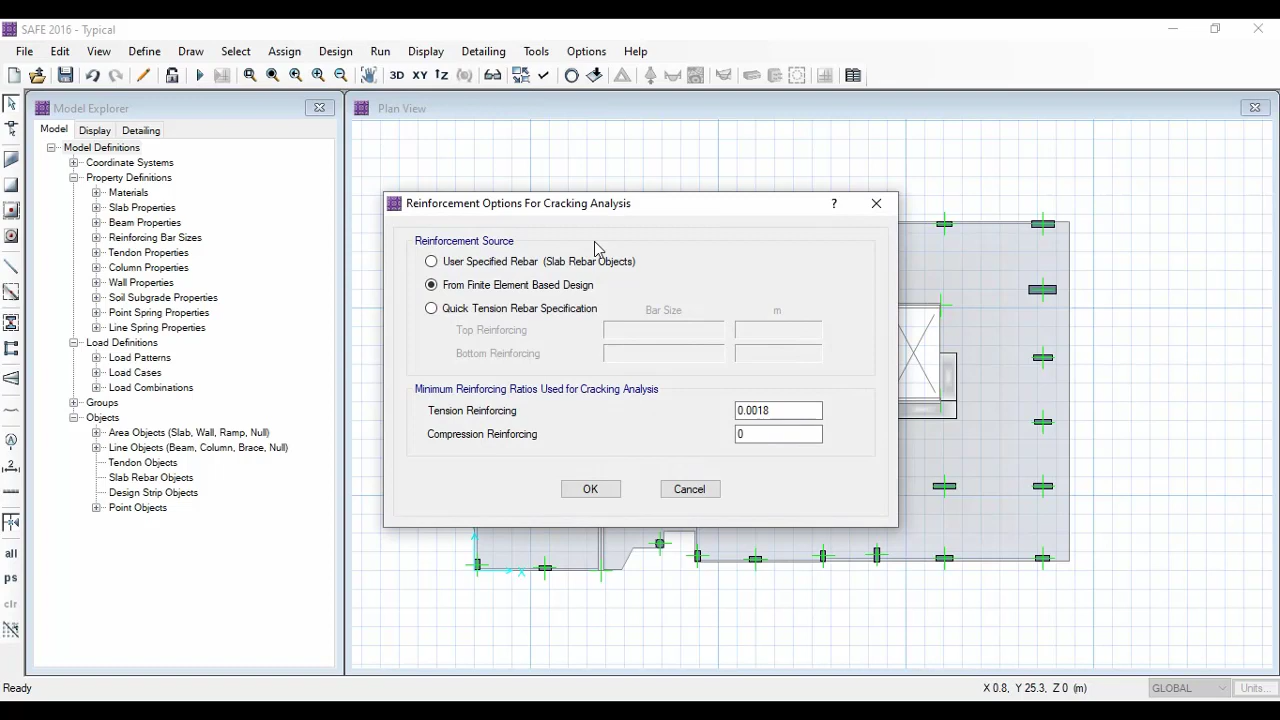 SAFE 2016 - Typical
File Edit View Define Draw Select Assign Design Run Display Detailing Tools Options Help
3D XY
Model Explorer
Plan View
Model Display Detailing
Model Definitions
Coordinate Systems
Property Definitions
Materials
Slab Properties
Beam Properties
Reinforcing Bar Sizes
Tendon Properties
Column Properties
Wall Properties
Soil Subgrade Properties
Point Spring Properties
Line Spring Properties
Load Definitions
Load Patterns
Load Cases
Load Combinations
Groups
Objects
Area Objects (Slab, Wall, Ramp, Null)
Line Objects (Beam, Column, Brace, Null)
Tendon Objects
Slab Rebar Objects
Design Strip Objects
Point Objects
all
ps
clr
Reinforcement Options For Cracking Analysis
?
Reinforcement Source
User Specified Rebar (Slab Rebar Objects)
From Finite Element Based Design
Quick Tension Rebar Specification
Bar Size m
Top Reinforcing
Bottom Reinforcing
Minimum Reinforcing Ratios Used for Cracking Analysis
Tension Reinforcing 0.0018
Compression Reinforcing 0
OK Cancel
X
Ready
X 0.8, Y 25.3, Z 0 (m)
GLOBAL
Units...